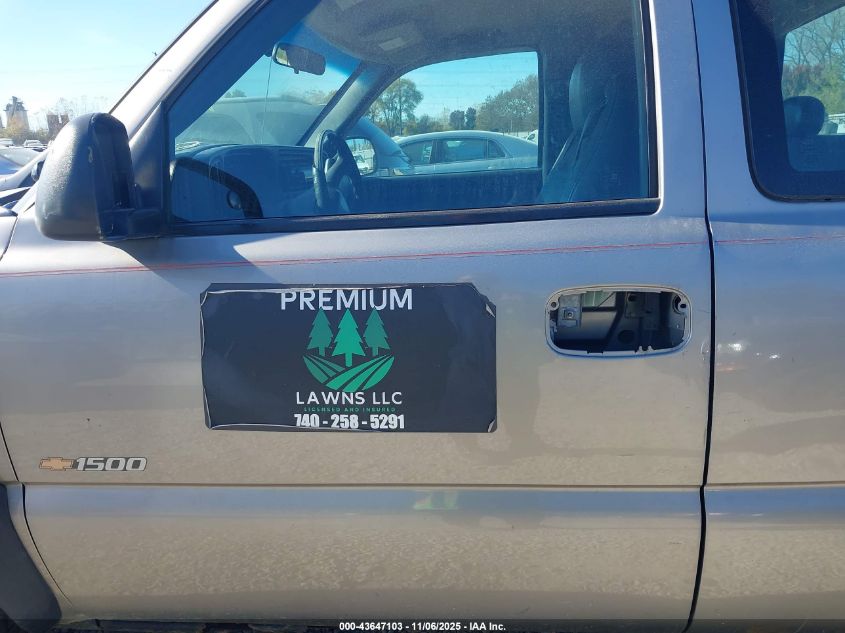 PREMIUM
LAWNS LLC
LICENSED AND INSURED
740 - 258 - 5291
1500
000-43647103 - 11/06/2025 - IAA Inc.